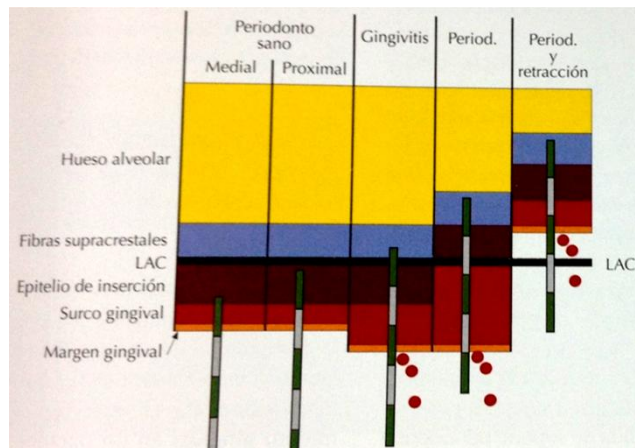 Periodonto
sano
Medial
Proximal
Gingivitis
Period.
Period.
y
retracción
Hueso alveolar
Fibras supracrestales
LAC
LAC
Epitelio de inserción
Surco gingival
Margen gingival